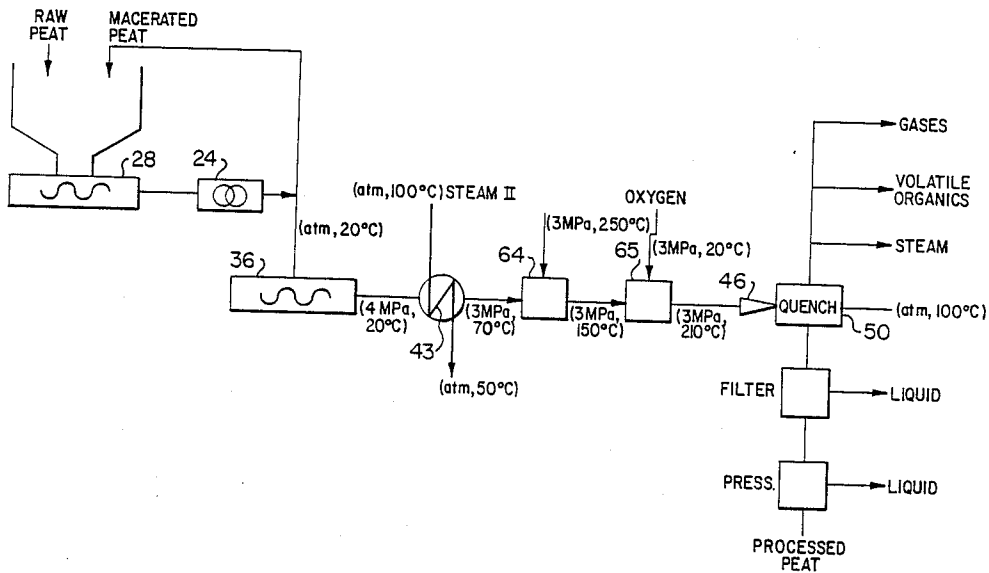 RAW
PEAT
MACERATED
PEAT
28
24
(atm, 20°C)
36
(4 MPa,
20°C)
(atm,100°C) STEAM II
43
(atm, 50°C)
(3MPa,
70°C)
(3MPa, 250°C)
64
(3MPa,
150°C)
OXYGEN
(3MPa, 20°C)
65
(3MPa,
210°C)
46
QUENCH
50
(atm, 100°C)
GASES
VOLATILE
ORGANICS
STEAM
FILTER
LIQUID
PRESS.
LIQUID
PROCESSED
PEAT